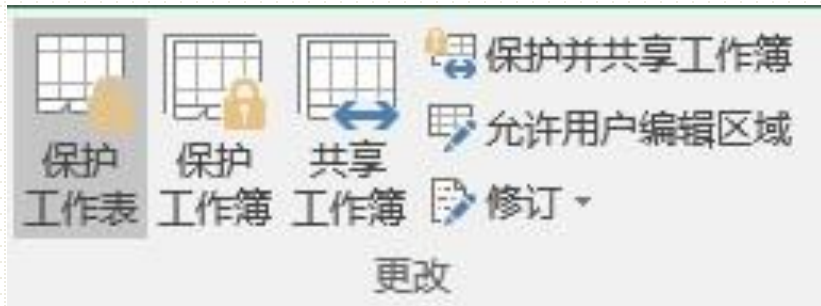 保护
工作表
保护
工作簿
共享
工作簿
保护并共享工作簿
允许用户编辑区域
修订
更改